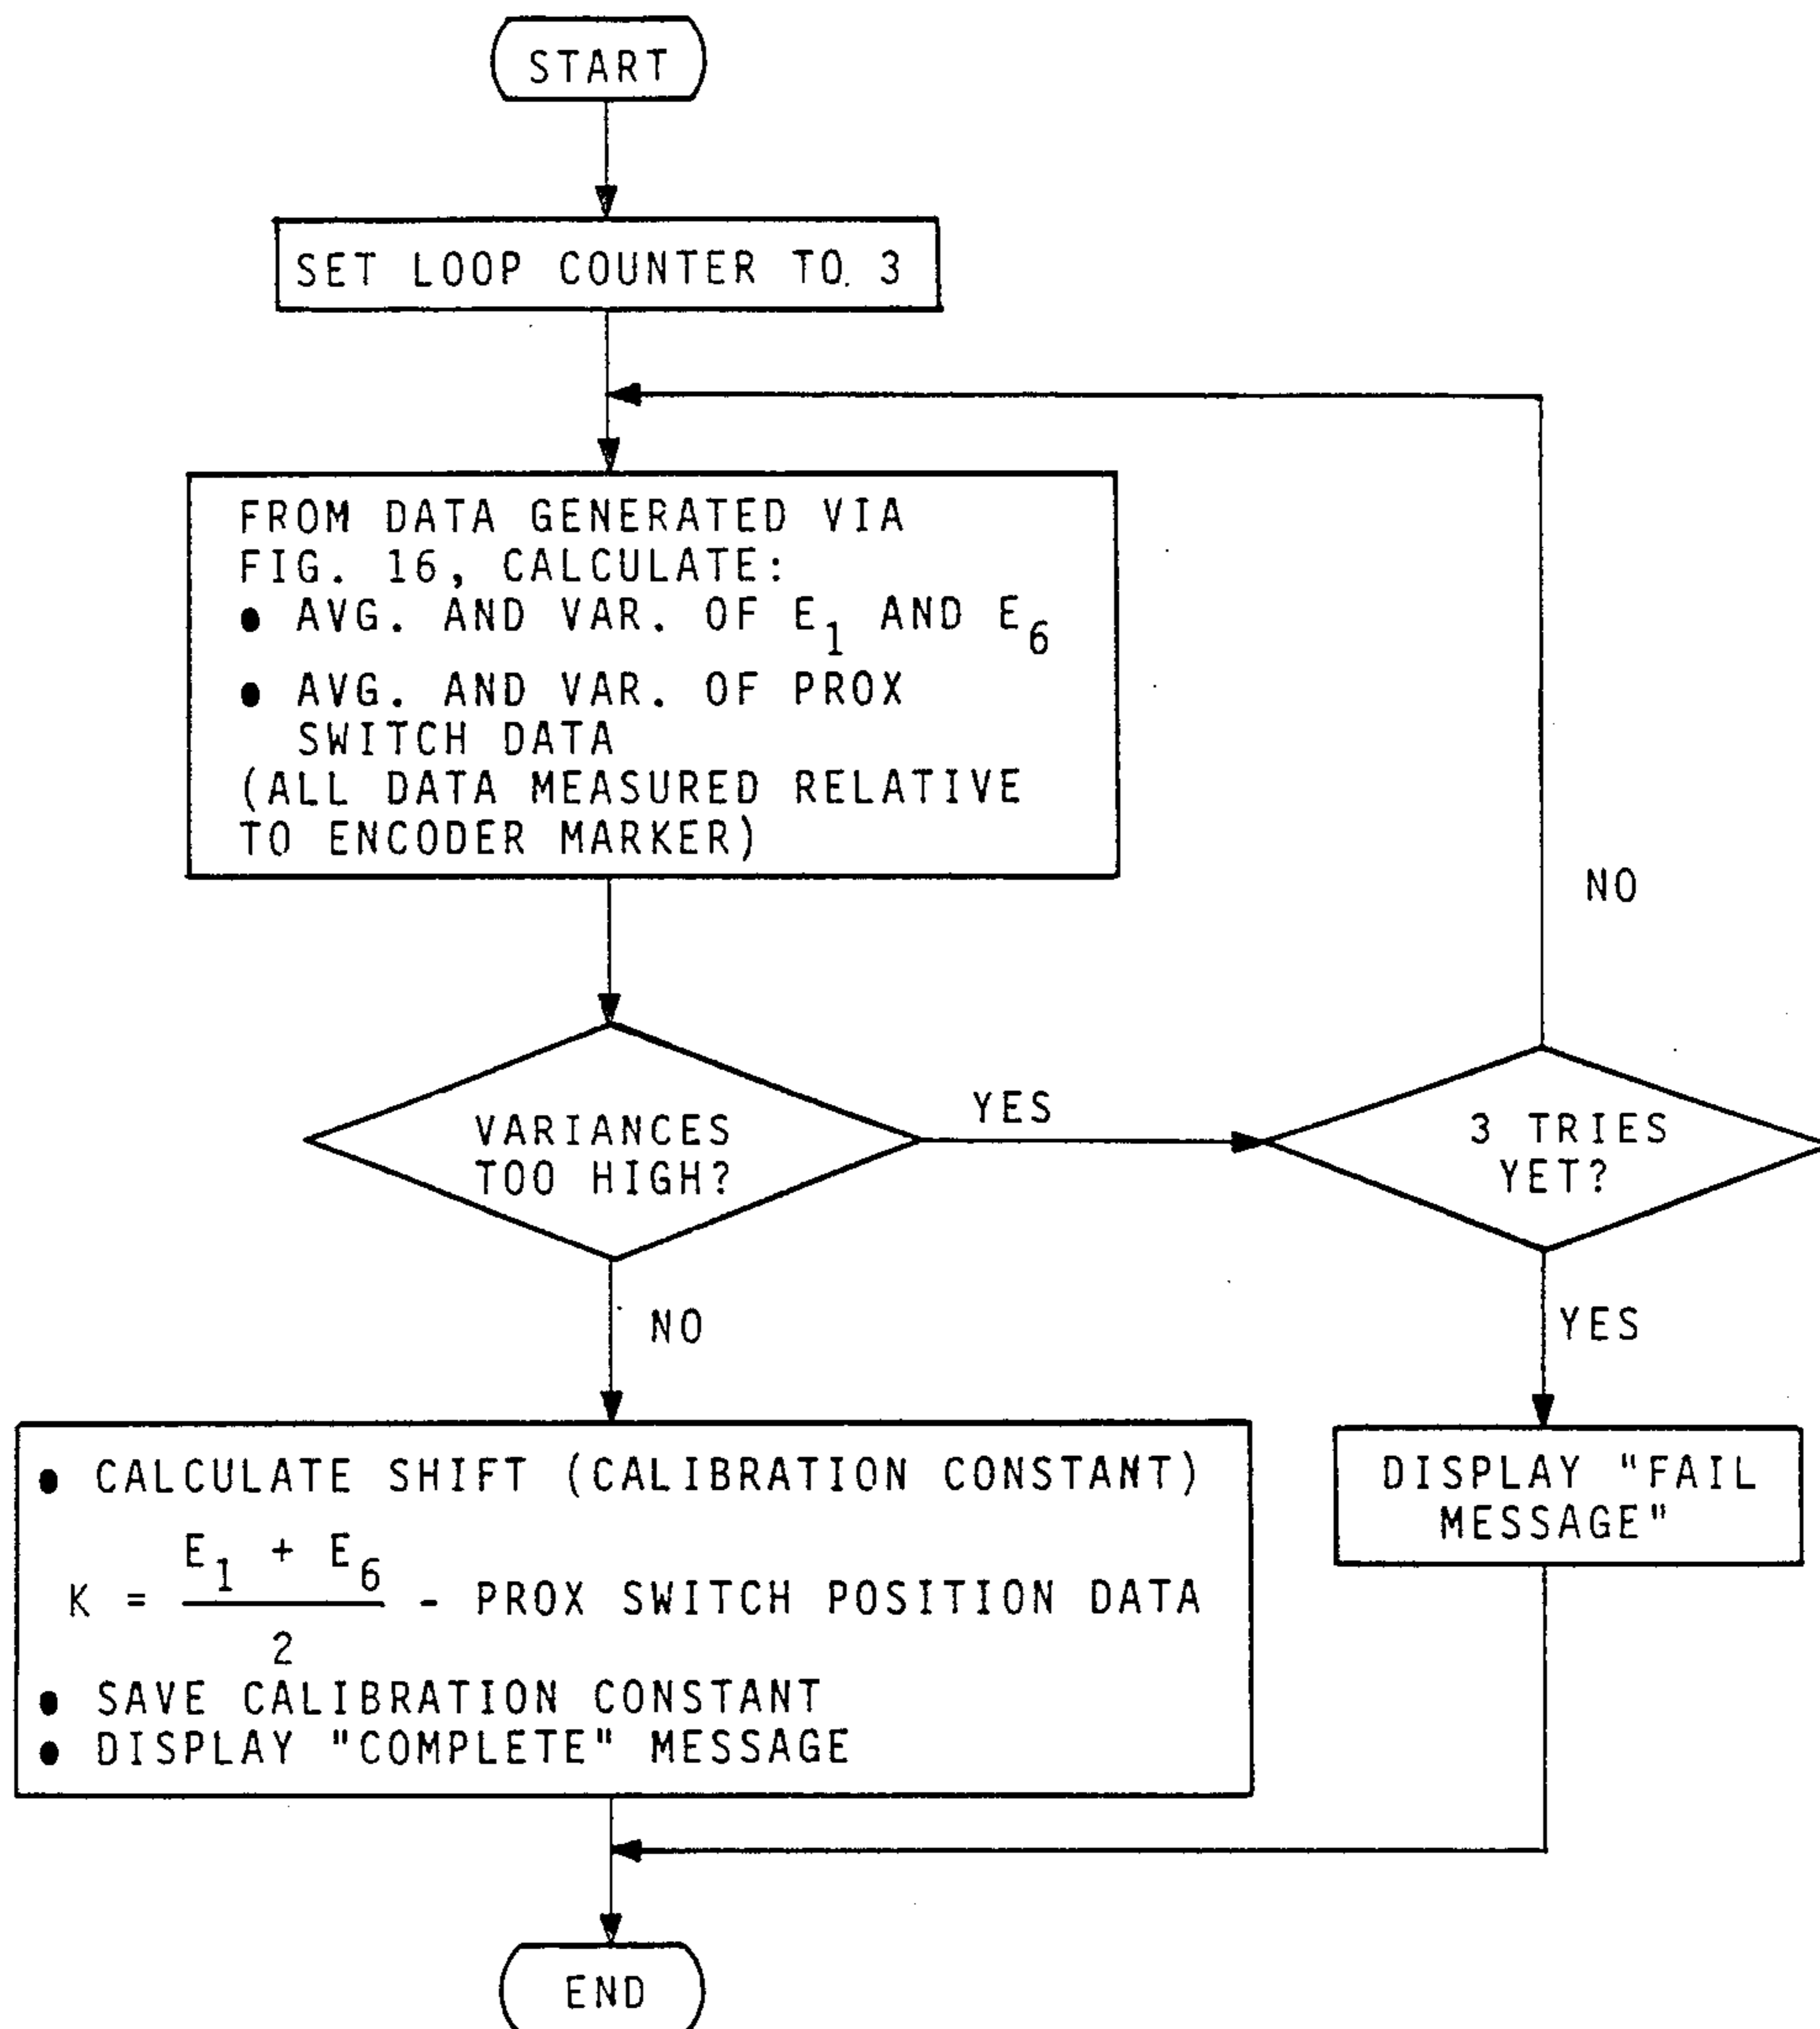 START
SET LOOP COUNTER TO 3
FROM DATA GENERATED VIA
FIG. 16, CALCULATE:
● AVG. AND VAR. OF E1 AND E6
● AVG. AND VAR. OF PROX
SWITCH DATA
(ALL DATA MEASURED RELATIVE
TO ENCODER MARKER)
NO
VARIANCES
TOO HIGH?
YES
3 TRIES
YET?
NO
YES
● CALCULATE SHIFT (CALIBRATION CONSTANT)
K = E1 + E6 / 2 - PROX SWITCH POSITION DATA
● SAVE CALIBRATION CONSTANT
● DISPLAY "COMPLETE" MESSAGE
DISPLAY "FAIL
MESSAGE"
END